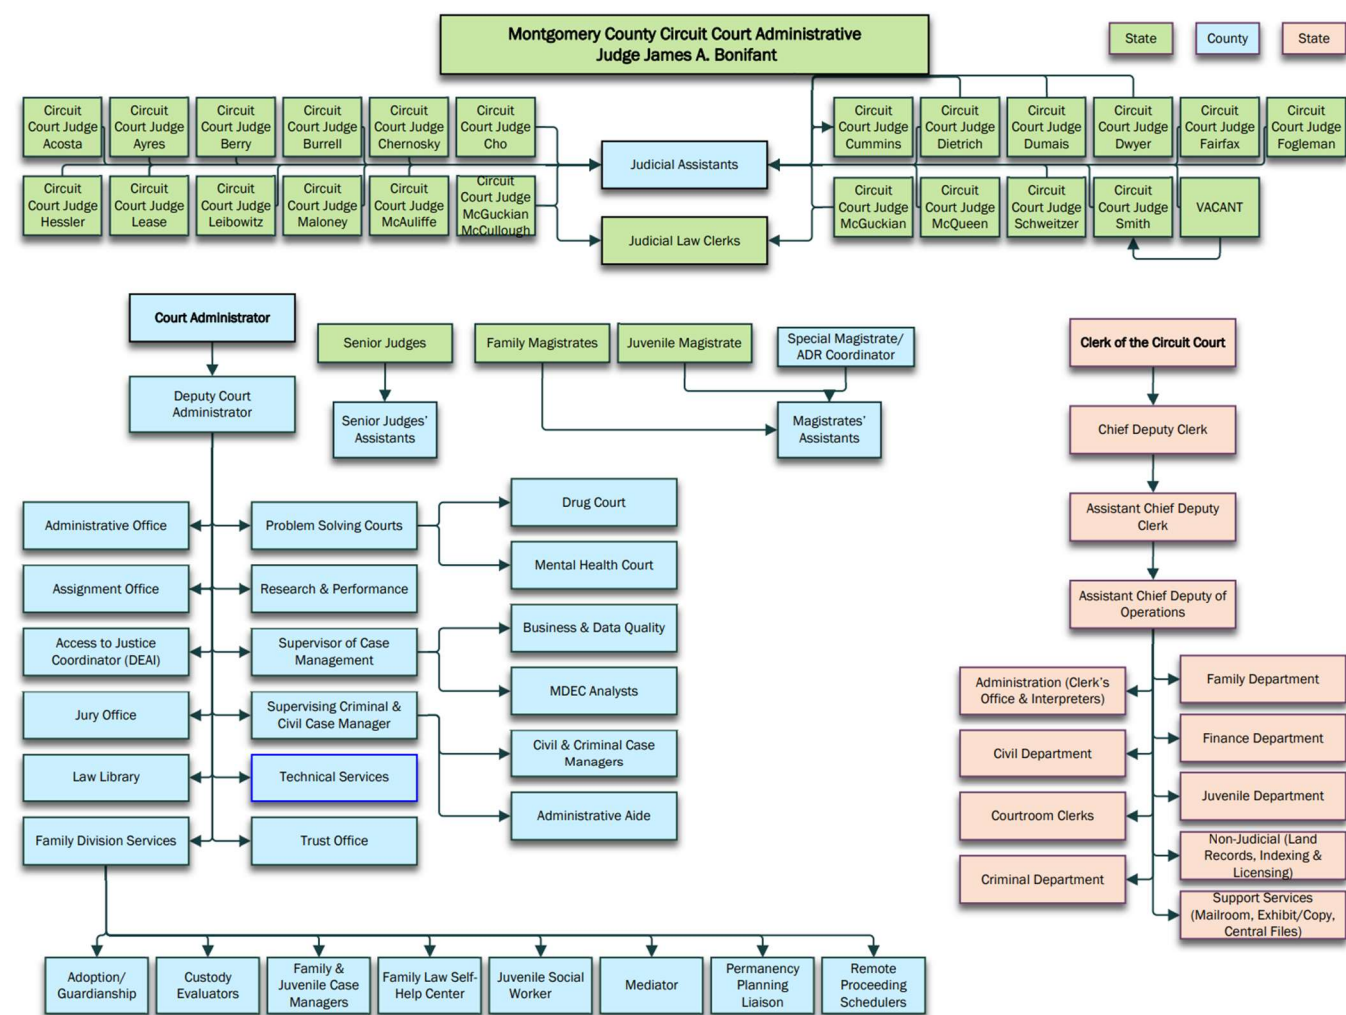 Montgomery County Circuit Court Administrative
Judge James A. Bonifant
State
County
State
Circuit
Court Judge
Acosta
Circuit
Court Judge
Ayres
Circuit
Court Judge
Berry
Circuit
Court Judge
Burrell
Circuit
Court Judge
Chernosky
Circuit
Court Judge
Cho
Circuit
Court Judge
Cummins
Circuit
Court Judge
Dietrich
Circuit
Court Judge
Dumais
Circuit
Court Judge
Dwyer
Circuit
Court Judge
Fairfax
Circuit
Court Judge
Fogleman
Judicial Assistants
Circuit
Court Judge
Hessler
Circuit
Court Judge
Lease
Circuit
Court Judge
Leibowitz
Circuit
Court Judge
Maloney
Circuit
Court Judge
McAuliffe
Circuit
Court Judge
McGuckian
McCullough
Circuit
Court Judge
McGuckian
Circuit
Court Judge
McQueen
Circuit
Court Judge
Schweitzer
Circuit
Court Judge
Smith
VACANT
Judicial Law Clerks
Court Administrator
Deputy Court
Administrator
Senior Judges
Senior Judges’
Assistants
Family Magistrates
Juvenile Magistrate
Special Magistrate/
ADR Coordinator
Magistrates’
Assistants
Clerk of the Circuit Court
Chief Deputy Clerk
Assistant Chief Deputy
Clerk
Assistant Chief Deputy of
Operations
Administrative Office
Problem Solving Courts
Drug Court
Mental Health Court
Assignment Office
Research & Performance
Access to Justice
Coordinator (DEAI)
Supervisor of Case
Management
Business & Data Quality
MDEC Analysts
Jury Office
Supervising Criminal &
Civil Case Manager
Civil & Criminal Case
Managers
Administrative Aide
Law Library
Technical Services
Family Division Services
Trust Office
Administration (Clerk’s
Office & Interpreters)
Family Department
Civil Department
Finance Department
Courtroom Clerks
Juvenile Department
Criminal Department
Non-Judicial (Land
Records, Indexing &
Licensing)
Support Services
(Mailroom, Exhibit/Copy,
Central Files)
Adoption/
Guardianship
Custody
Evaluators
Family &
Juvenile Case
Managers
Family Law Self-
Help Center
Juvenile Social
Worker
Mediator
Permanency
Planning
Liaison
Remote
Proceeding
Schedulers